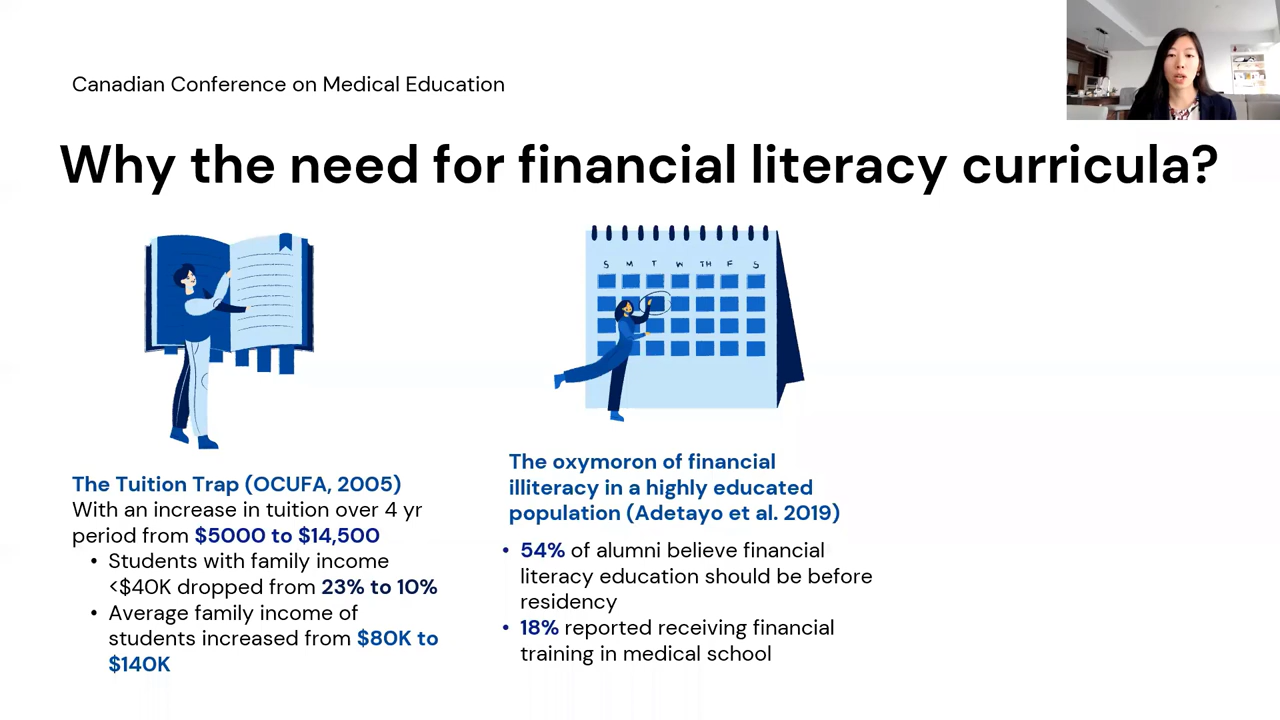 Canadian Conference on Medical Education
Why the need for financial literacy curricula?
S M T W TH F S
The Tuition Trap (OCUFA, 2005)
With an increase in tuition over 4 yr
period from $5000 to $14,500
• Students with family income
<$40K dropped from 23% to 10%
• Average family income of
students increased from $80K to
$140K
The oxymoron of financial
illiteracy in a highly educated
population (Adetayo et al. 2019)
• 54% of alumni believe financial
literacy education should be before
residency
• 18% reported receiving financial
training in medical school